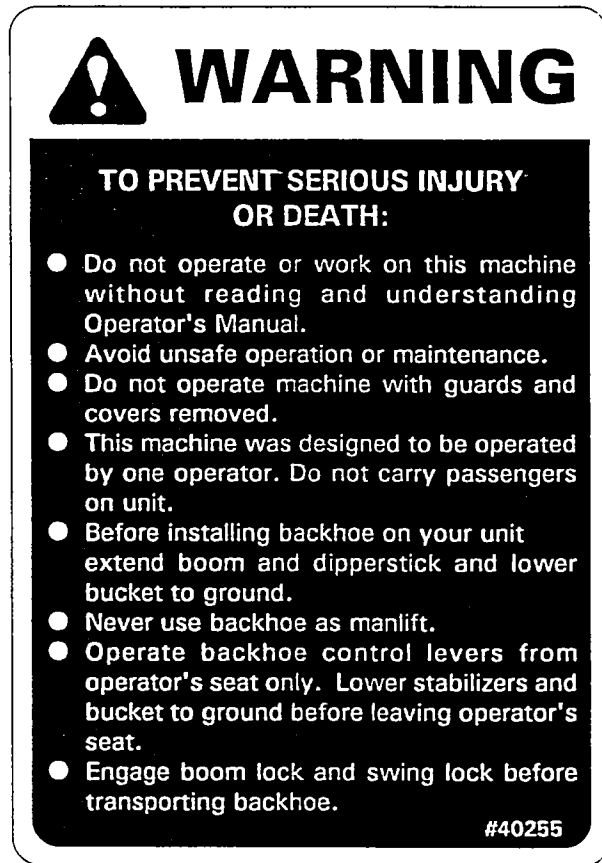 WARNING
TO PREVENT SERIOUS INJURY
OR DEATH:
● Do not operate or work on this machine
without reading and understanding
Operator's Manual.
● Avoid unsafe operation or maintenance.
● Do not operate machine with guards and
covers removed.
● This machine was designed to be operated
by one operator. Do not carry passengers
on unit.
● Before installing backhoe on your unit
extend boom and dipperstick and lower
bucket to ground.
● Never use backhoe as manlift.
● Operate backhoe control levers from
operator's seat only. Lower stabilizers and
bucket to ground before leaving operator's
seat.
● Engage boom lock and swing lock before
transporting backhoe.
#40255